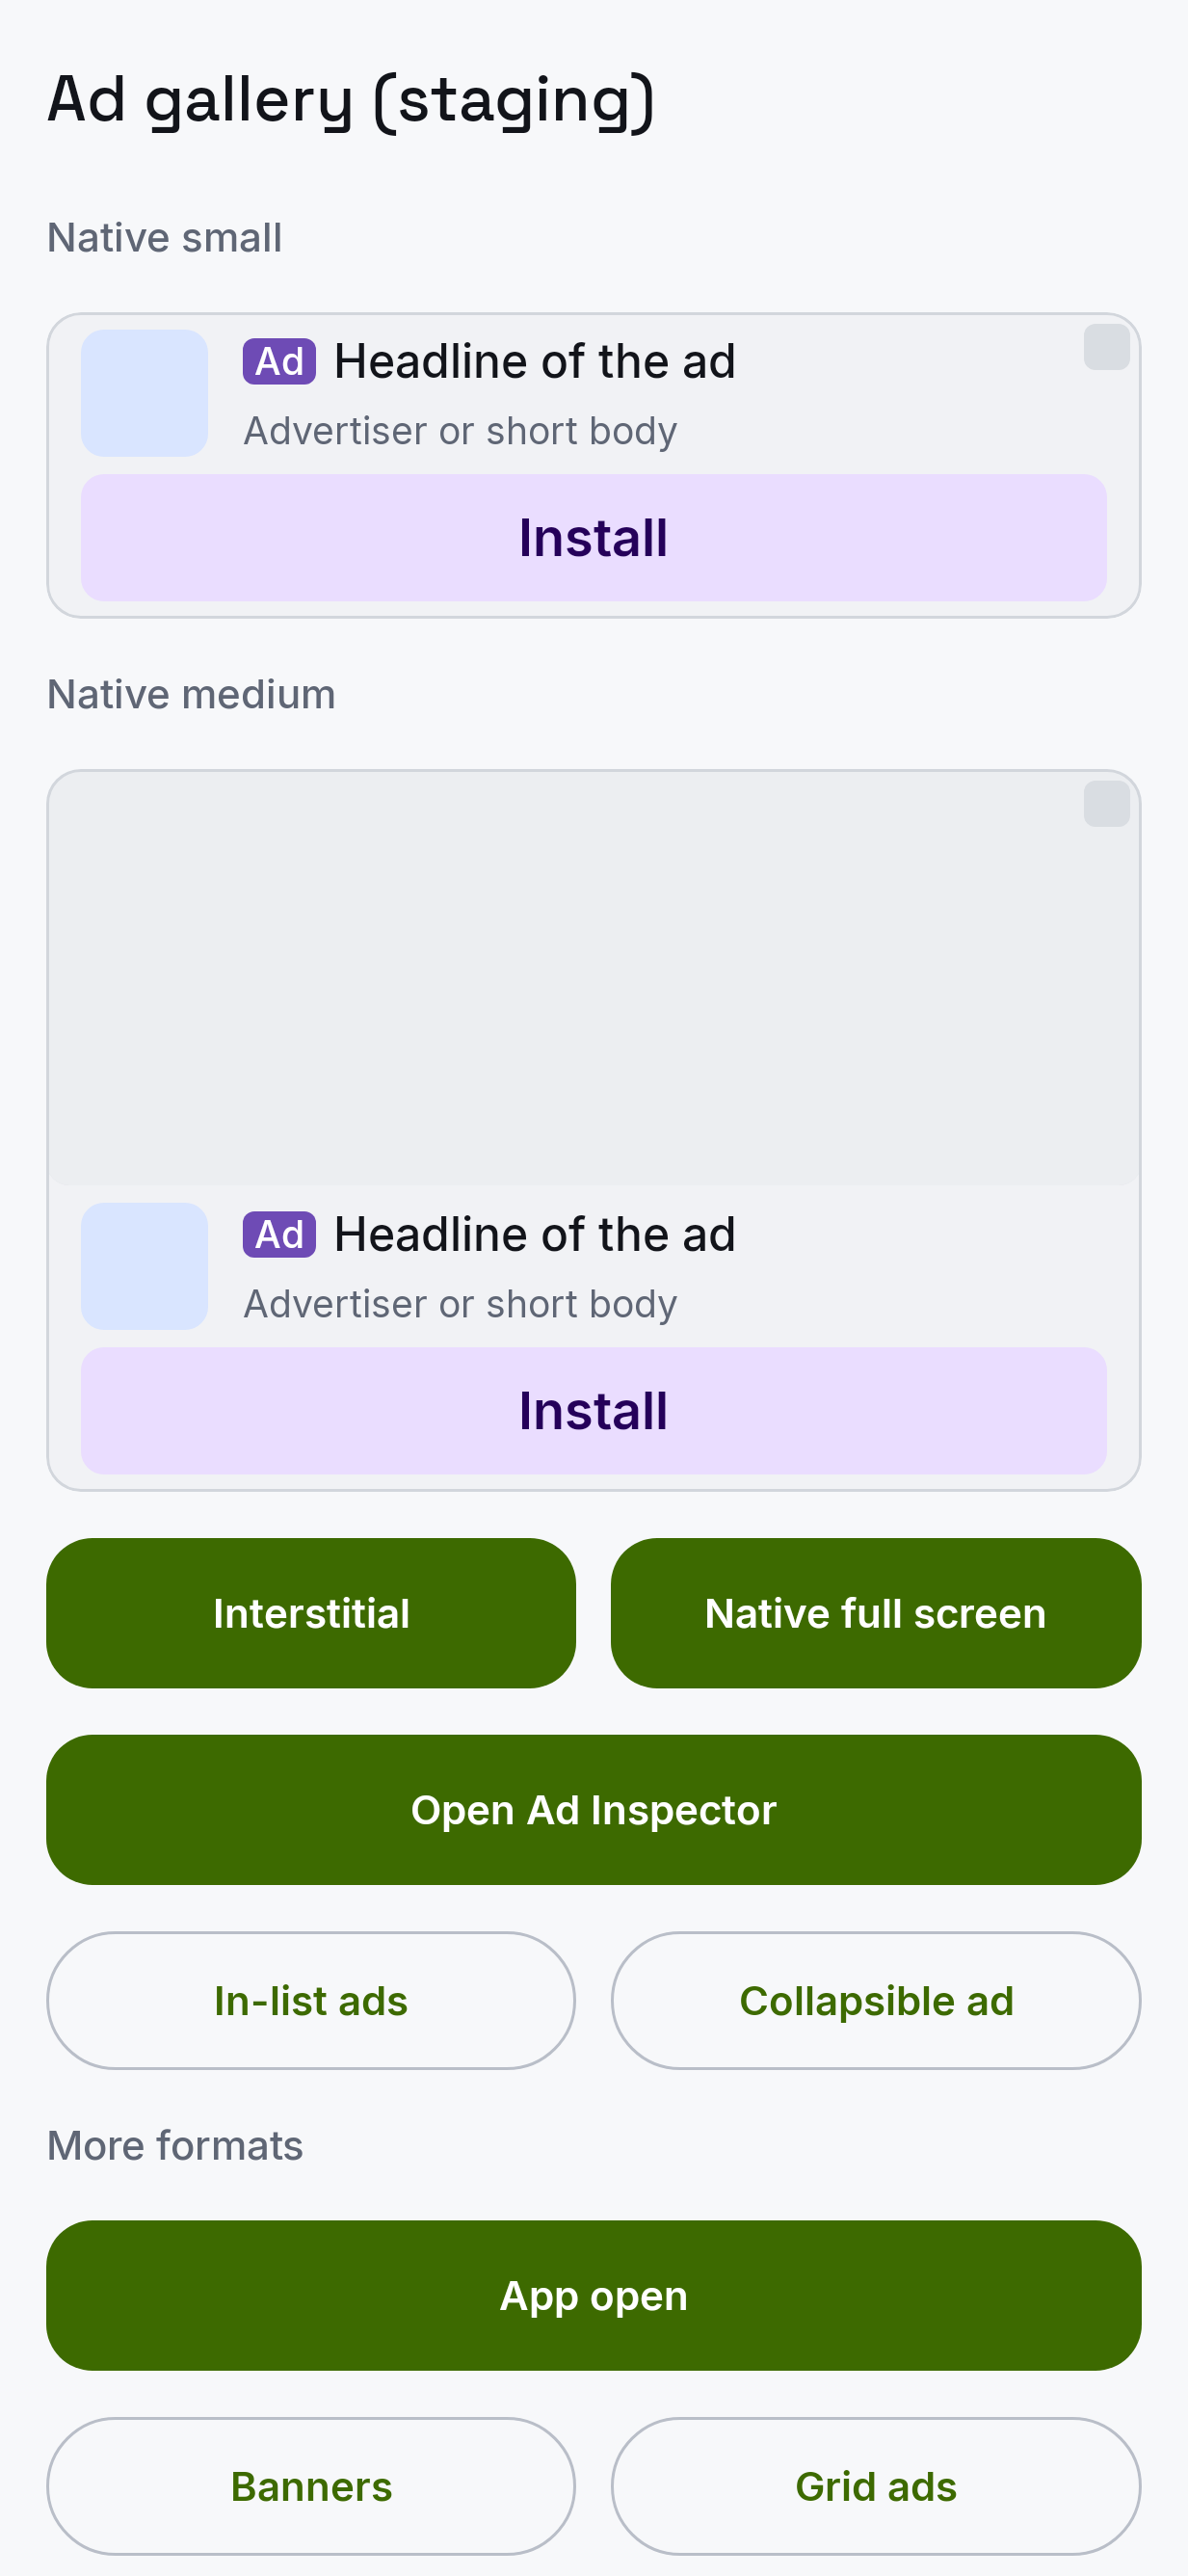 Ad gallery (staging)
Native small
Ad Headline of the ad
Advertiser or short body
Install
Native medium
Ad Headline of the ad
Advertiser or short body
Install
Interstitial
Native full screen
Open Ad Inspector
In-list ads
Collapsible ad
More formats
App open
Banners
Grid ads